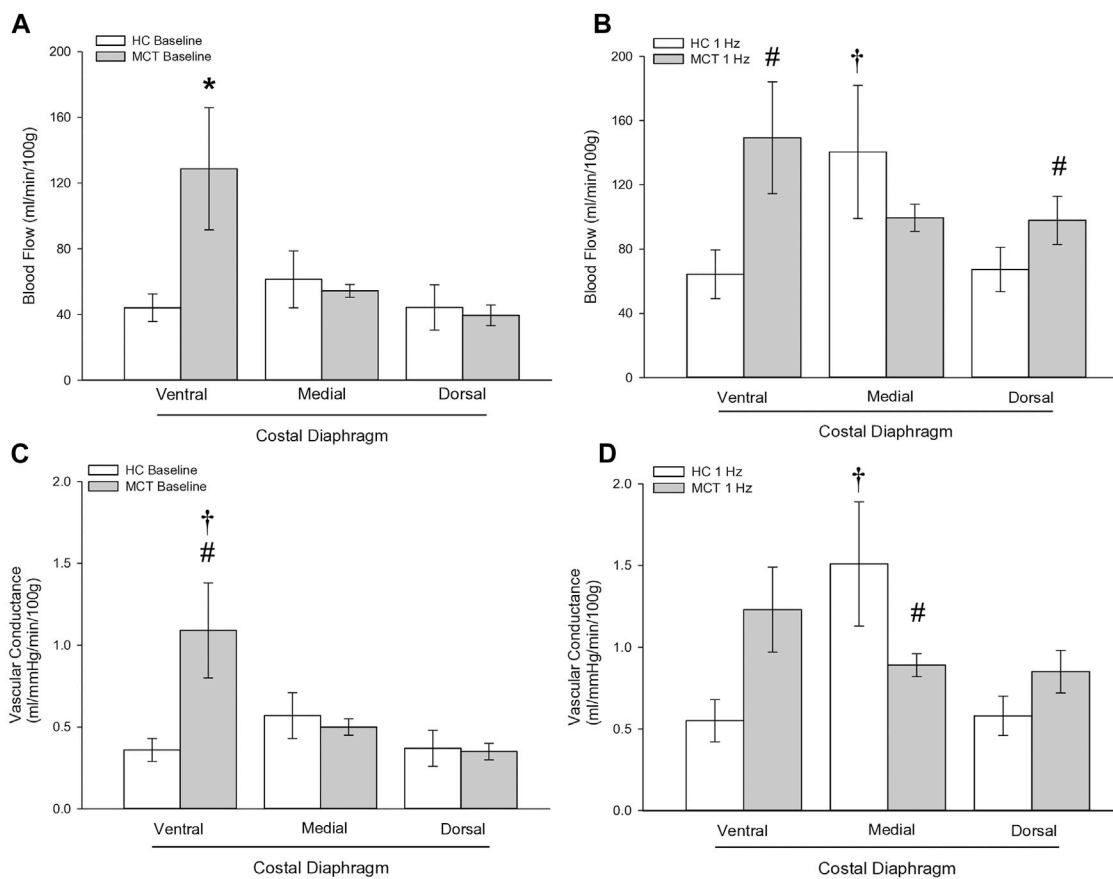 A
HC Baseline
MCT Baseline
200
160
120
80
40
0
*
Blood Flow (ml/min/100g)
Ventral
Medial
Dorsal
Costal Diaphragm
B
HC 1 Hz
MCT 1 Hz
200
160
120
80
40
0
#
†
#
Blood Flow (ml/min/100g)
Ventral
Medial
Dorsal
Costal Diaphragm
C
HC Baseline
MCT Baseline
2.0
1.5
1.0
0.5
0.0
†
#
Vascular Conductance
(ml/mmHg/min/100g)
Ventral
Medial
Dorsal
Costal Diaphragm
D
HC 1 Hz
MCT 1 Hz
2.0
1.5
1.0
0.5
0.0
†
#
Vascular Conductance
(ml/mmHg/min/100g)
Ventral
Medial
Dorsal
Costal Diaphragm